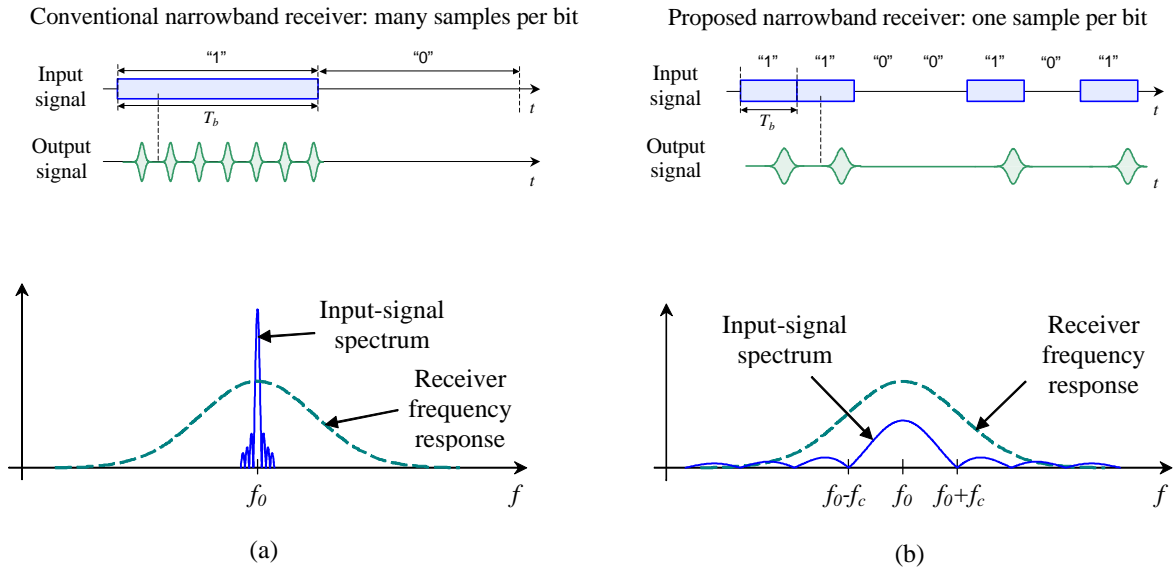 Conventional narrowband receiver: many samples per bit
“1”
“0”
Input
signal
t
T_b
Output
signal
t
Input-signal
spectrum
Receiver
frequency
response
f_0
f
(a)
Proposed narrowband receiver: one sample per bit
“1” “1” “0” “0” “1” “0” “1”
Input
signal
t
T_b
Output
signal
t
Input-signal
spectrum
Receiver
frequency
response
f_0-f_c f_0 f_0+f_c f
(b)